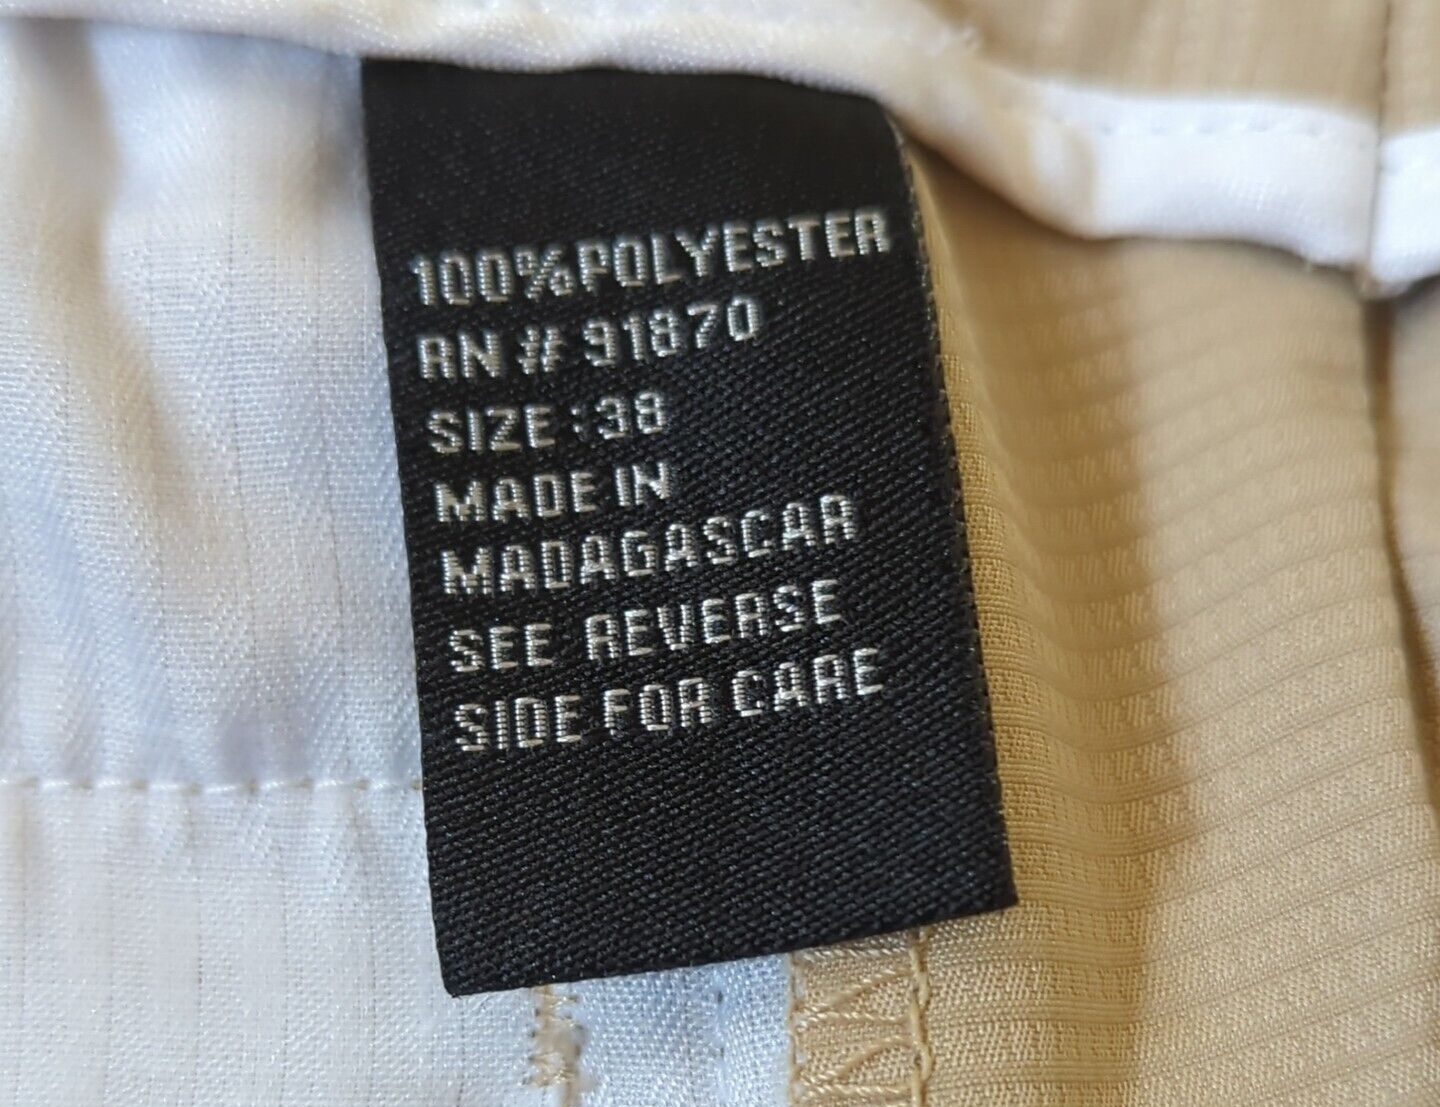 100%POLYESTER
RN # 91870
SIZE :38
MADE IN
MADAGASCAR
SEE REVERSE
SIDE FOR CARE